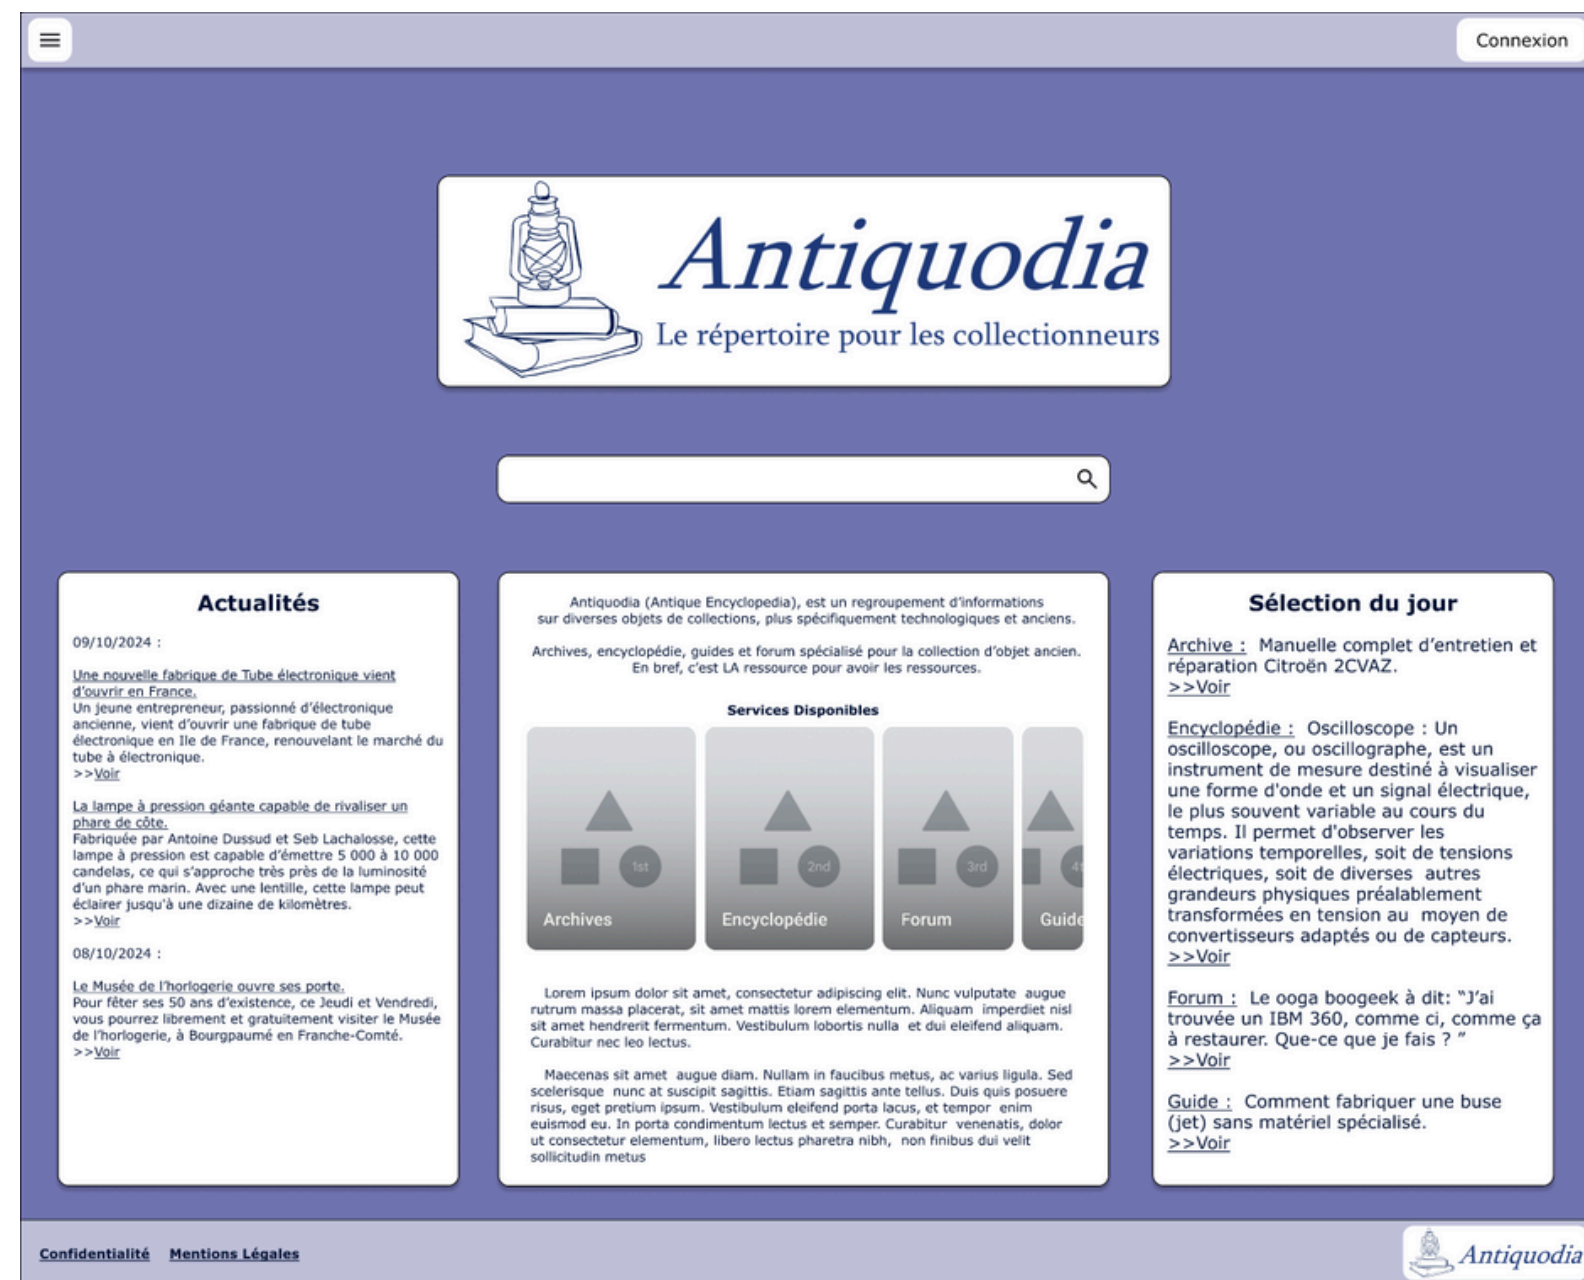 Connexion
Antiquodia
Le répertoire pour les collectionneurs
Actualités
09/10/2024 :
Une nouvelle fabrique de Tube électronique vient
d’ouvrir en France.
Un jeune entrepreneur, passionné d’électronique
ancienne, vient d’ouvrir une fabrique de tube
électronique en Ile de France, renouvelant le marché du
tube à électronique.
>>Voir
La lampe à pression géante capable de rivaliser un
phare de côte.
Fabriquée par Antoine Dussud et Seb Lachalosse, cette
lampe à pression est capable d’émettre 5 000 à 10 000
candelas, ce qui s’approche très près de la luminosité
d’un phare marin. Avec une lentille, cette lampe peut
éclairer jusqu'à une dizaine de kilomètres.
>>Voir
08/10/2024 :
Le Musée de l’horlogerie ouvre ses porte.
Pour fêter ses 50 ans d’existence, ce Jeudi et Vendredi,
vous pourrez librement et gratuitement visiter le Musée
de l’horlogerie, à Bourgpaumé en Franche-Comté.
>>Voir
Antiquodia (Antique Encyclopedia), est un regroupement d’informations
sur diverses objets de collections, plus spécifiquement technologiques et anciens.
Archives, encyclopédie, guides et forum spécialisé pour la collection d’objet ancien.
En bref, c’est LA ressource pour avoir les ressources.
Services Disponibles
1st
2nd
3rd
4t
Archives
Encyclopédie
Forum
Guide
Lorem ipsum dolor sit amet, consectetur adipiscing elit. Nunc vulputate augue
rutrum massa placerat, sit amet mattis lorem elementum. Aliquam imperdiet nisl
sit amet hendrerit fermentum. Vestibulum lobortis nulla et dui eleifend aliquam.
Curabitur nec leo lectus.
Maecenas sit amet augue diam. Nullam in faucibus metus, ac varius ligula. Sed
scelerisque nunc at suscipit sagittis. Etiam sagittis ante tellus. Duis quis posuere
risus, eget pretium ipsum. Vestibulum eleifend porta lacus, et tempor enim
euismod eu. In porta condimentum lectus et semper. Curabitur venenatis, dolor
ut consectetur elementum, libero lectus pharetra nibh, non finibus dui velit
sollicitudin metus
Sélection du jour
Archive : Manuelle complet d’entretien et
réparation Citroën 2CVAZ.
>>Voir
Encyclopédie : Oscilloscope : Un
oscilloscope, ou oscillographe, est un
instrument de mesure destiné à visualiser
une forme d'onde et un signal électrique,
le plus souvent variable au cours du
temps. Il permet d'observer les
variations temporelles, soit de tensions
électriques, soit de diverses autres
grandeurs physiques préalablement
transformées en tension au moyen de
convertisseurs adaptés ou de capteurs.
>>Voir
Forum : Le ooga boogeek à dit: “J’ai
trouvée un IBM 360, comme ci, comme ça
à restaurer. Que-ce que je fais ? ”
>>Voir
Guide : Comment fabriquer une buse
(jet) sans matériel spécialisé.
>>Voir
Confidentialité Mentions Légales
Antiquodia